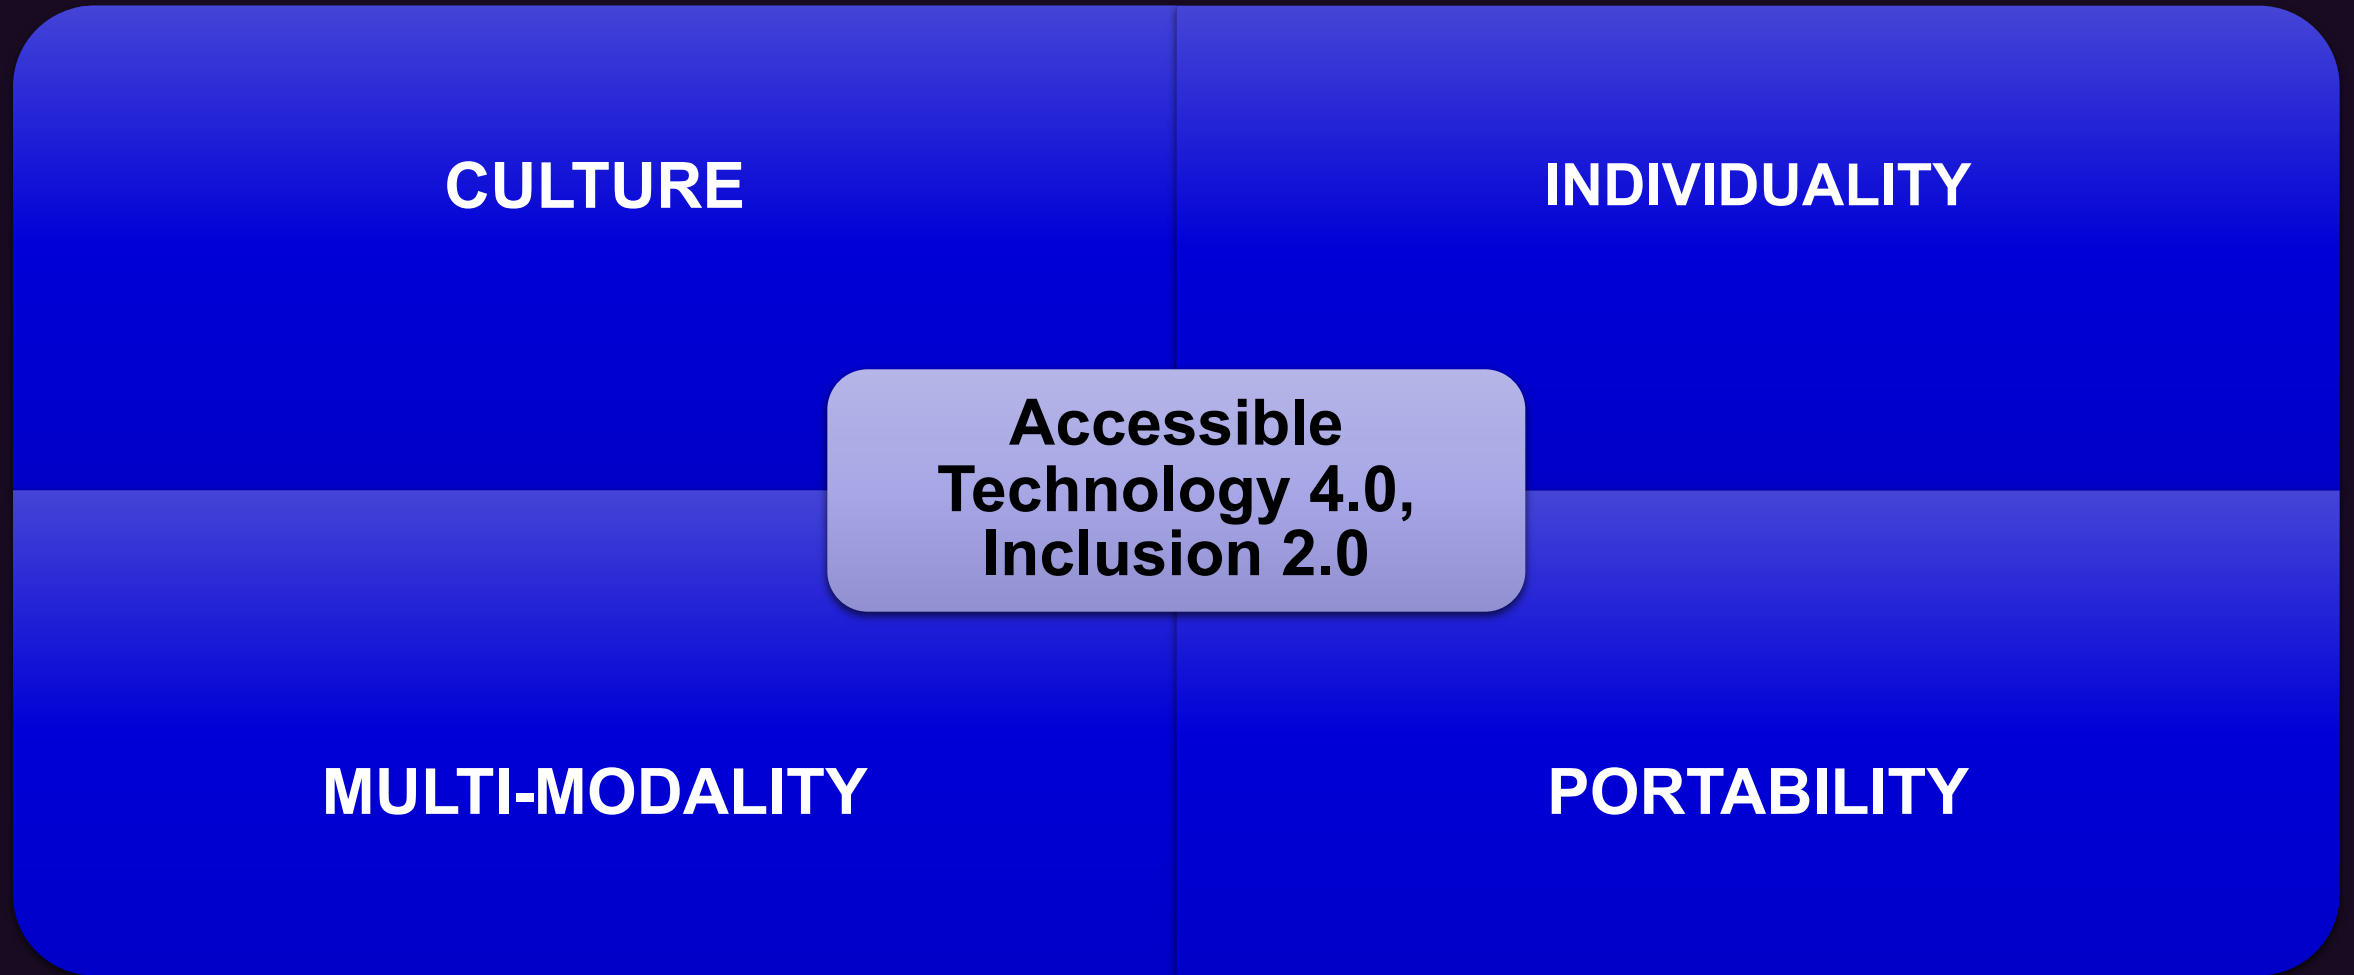 CULTURE
INDIVIDUALITY
Accessible
Technology 4.0,
Inclusion 2.0
MULTI-MODALITY
PORTABILITY